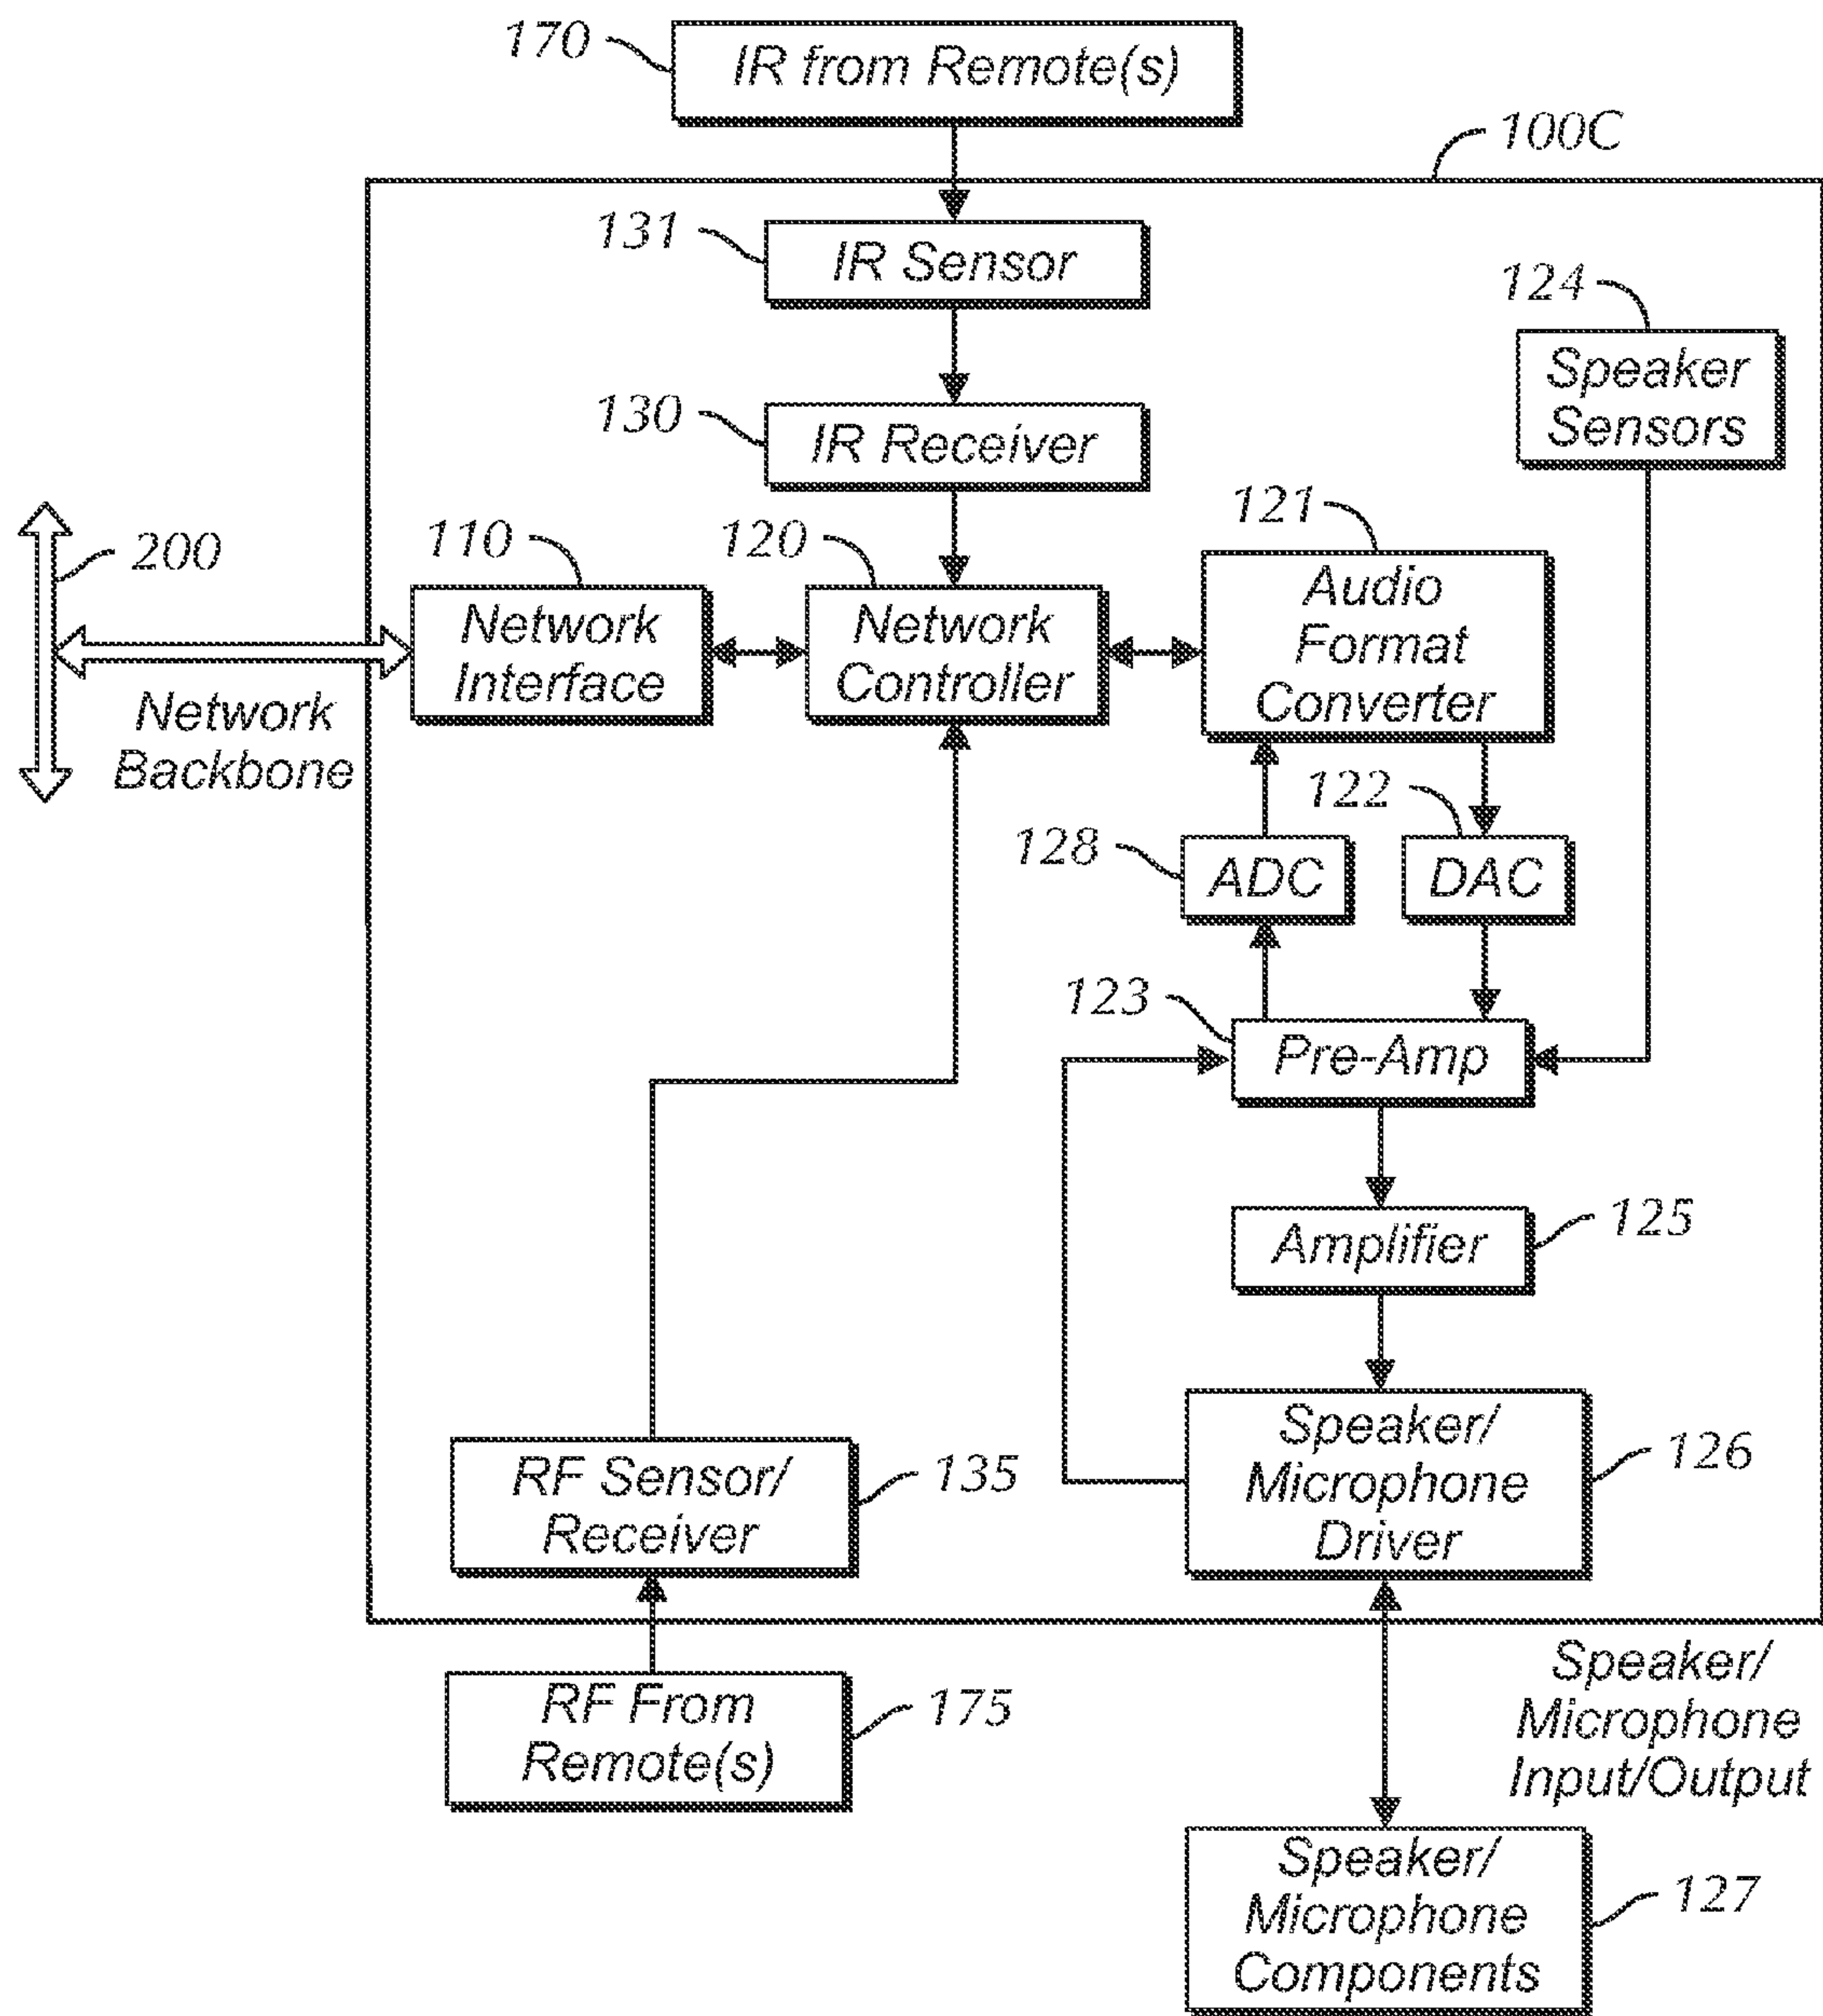 170
IR from Remote(s)
100C
131
IR Sensor
124
Speaker
Sensors
130
IR Receiver
121
200
110
120
Network
Interface
Network
Controller
Audio
Format
Converter
Network
Backbone
122
128
ADC
DAC
123
Pre-Amp
125
Amplifier
RF Sensor/
Receiver
135
Speaker/
Microphone
Driver
126
RF From
Remote(s)
175
Speaker/
Microphone
Input/Output
Speaker/
Microphone
Components
127